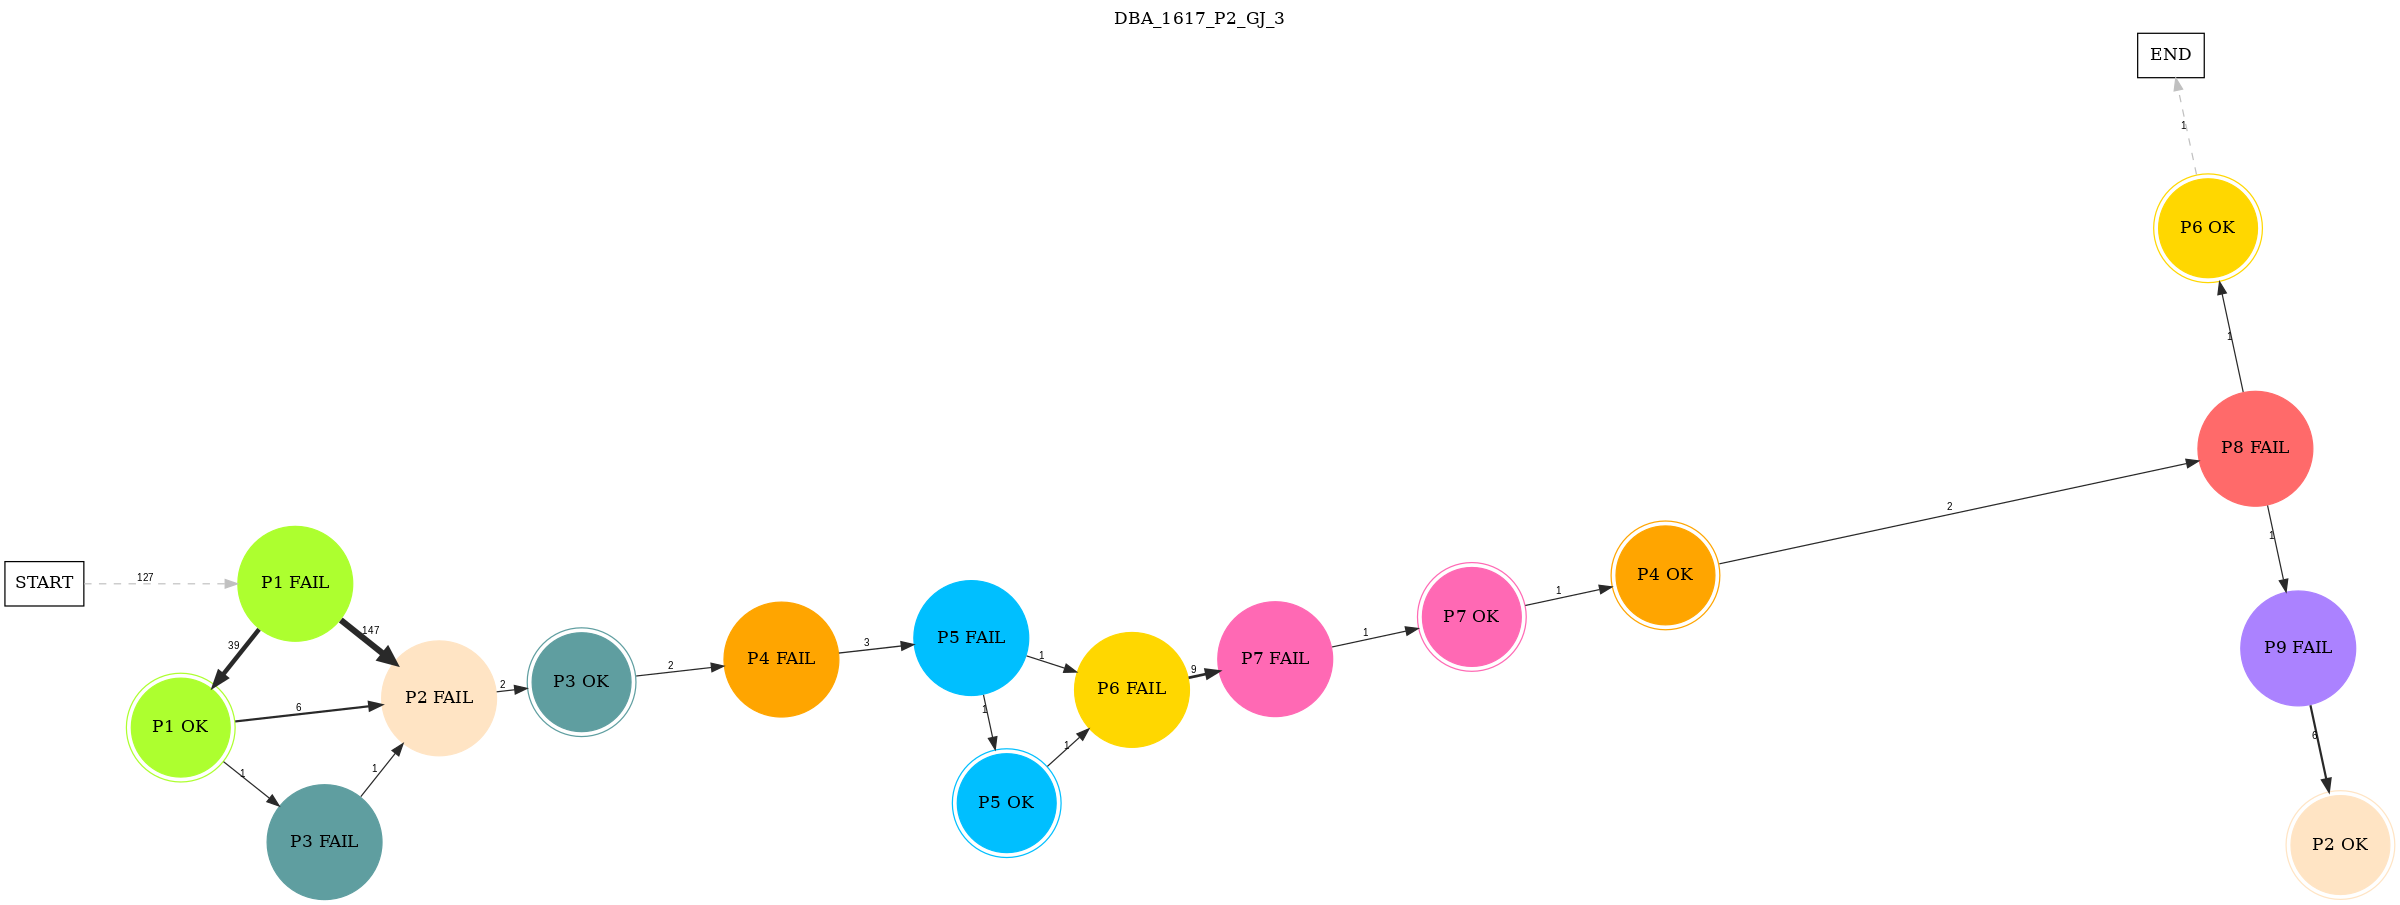 DBA_1617_P2_GJ_3
END
1
P6 OK
1
P8 FAIL
2
1
P4 OK
1
P7 OK
1
START
127
P1 FAIL
39
147
P1 OK
6
P2 FAIL
2
P3 OK
2
P4 FAIL
3
P5 FAIL
1
P6 FAIL
9
P7 FAIL
P9 FAIL
1
P3 FAIL
1
1
P5 OK
1
6
P2 OK